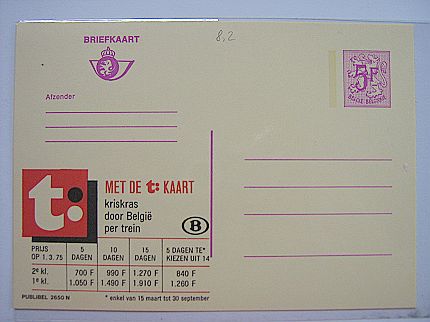 BRIEFKAART
8,2
5F
BELGIE-BELGIQUE
Afzender
t:
MET DE t: KAART
kriskras
door België
per trein
B
PRIJS OP 1.3.75 5 DAGEN 10 DAGEN 15 DAGEN 5 DAGEN TE* KIEZEN UIT 14
2e kl. 700 F 990 F 1.270 F 840 F
1e kl. 1.050 F 1.490 F 1.910 F 1.260 F
PUBLIBEL 2650 N * enkel van 15 maart tot 30 september